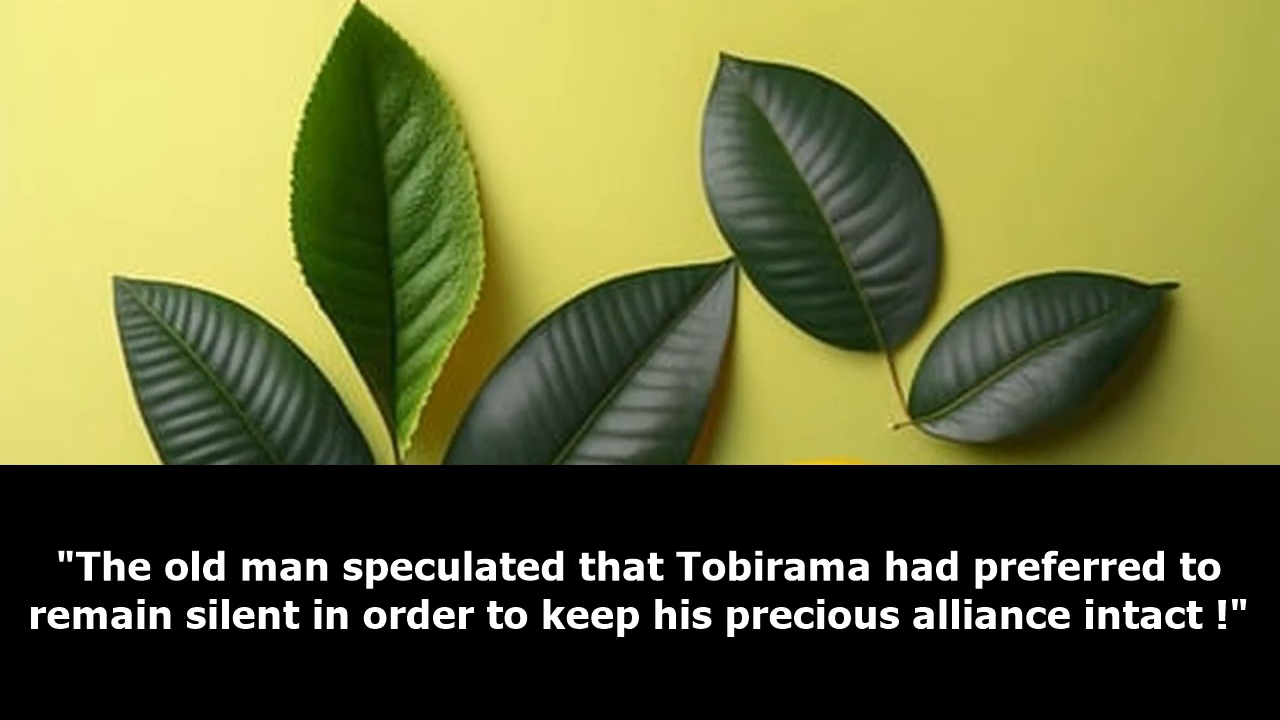 "The old man speculated that Tobirama had preferred to
remain silent in order to keep his precious alliance intact !"